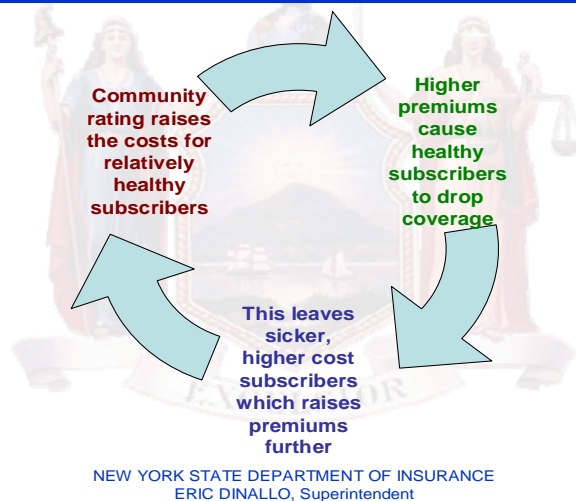 Community
rating raises
the costs for
relatively
healthy
subscribers
Higher
premiums
cause
healthy
subscribers
to drop
coverage
This leaves
sicker,
higher cost
subscribers
which raises
premiums
further
EXCELSIOR
NEW YORK STATE DEPARTMENT OF INSURANCE
ERIC DINALLO, Superintendent